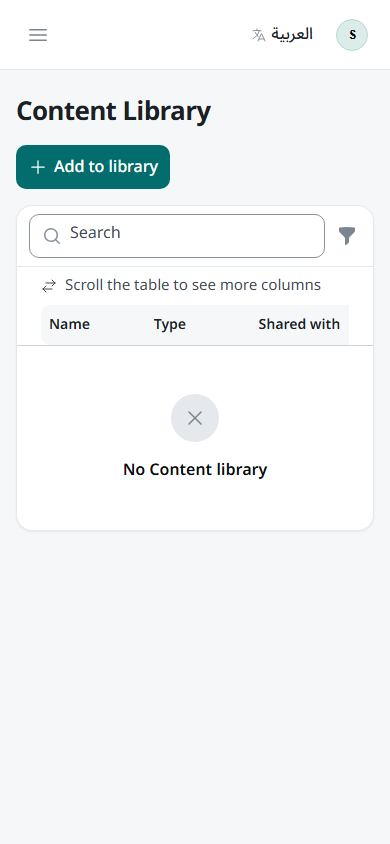 العربية
S
Content Library
Add to library
Search
Scroll the table to see more columns
Name Type Shared with
No Content library